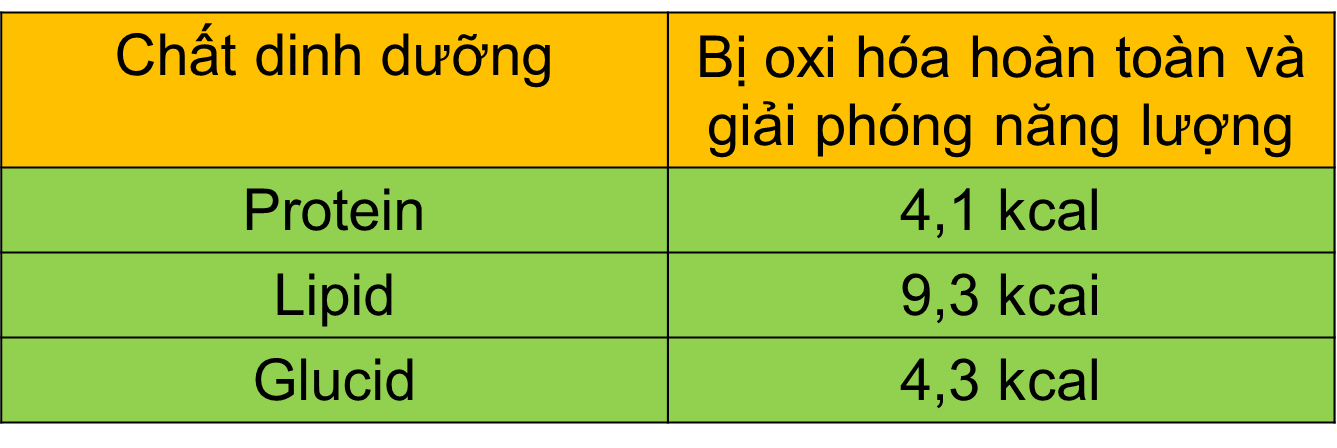 Chất dinh dưỡng
Bị oxi hóa hoàn toàn và
giải phóng năng lượng
Protein
4,1 kcal
Lipid
9,3 kcai
Glucid
4,3 kcal